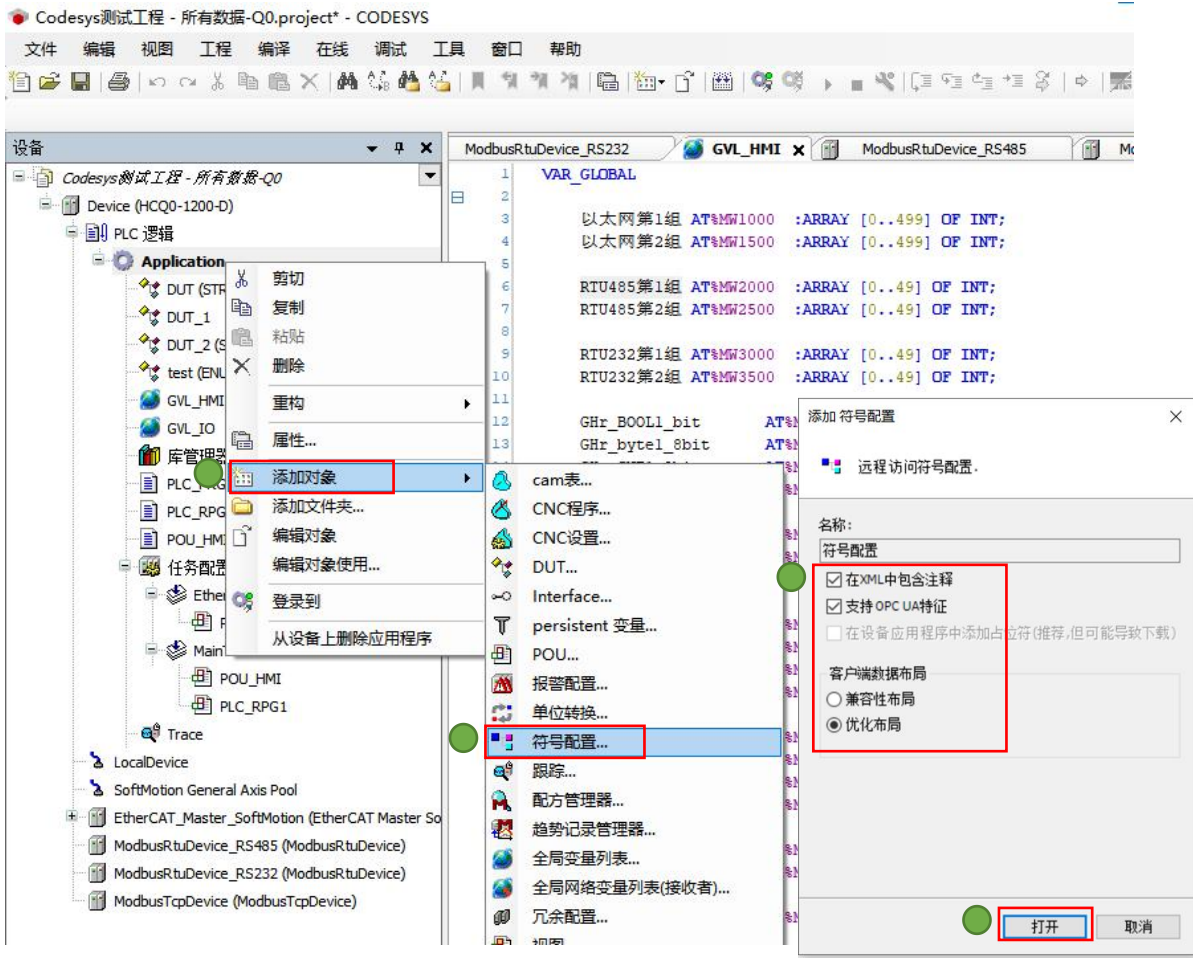 Codesys测试工程 - 所有数据-Q0.project* - CODESYS
文件 编辑 视图 工程 编译 在线 调试 工具 窗口 帮助
设备
Codesys测试工程 - 所有数据-Q0
Device (HCQ0-1200-D)
PLC 逻辑
Application
DUT (STR
DUT_1
DUT_2 (S
test (ENU
GVL_HMI
GVL_IO
库管理器
PLC_PRG
PLC_RPG
POU_HMI
任务配置
Ether
Main
POU_HMI
PLC_RPG1
Trace
LocalDevice
SoftMotion General Axis Pool
EtherCAT_Master_SoftMotion (EtherCAT Master So
ModbusRtuDevice_RS485 (ModbusRtuDevice)
ModbusRtuDevice_RS232 (ModbusRtuDevice)
ModbusTcpDevice (ModbusTcpDevice)
剪切
复制
粘贴
删除
重构
属性...
添加对象
添加文件夹...
编辑对象
编辑对象使用...
登录到
从设备上删除应用程序
ModbusRtuDevice_RS232 GVL_HMI ModbusRtuDevice_RS485
1 VAR_GLOBAL
2
3 以太网第1组 AT%MW1000 :ARRAY [0..499] OF INT;
4 以太网第2组 AT%MW1500 :ARRAY [0..499] OF INT;
5
6 RTU485第1组 AT%MW2000 :ARRAY [0..49] OF INT;
7 RTU485第2组 AT%MW2500 :ARRAY [0..49] OF INT;
8
9 RTU232第1组 AT%MW3000 :ARRAY [0..49] OF INT;
10 RTU232第2组 AT%MW3500 :ARRAY [0..49] OF INT;
11
12 GHr_BOOL1_bit AT%M
13 GHr_byte1_8bit AT%M
cam表...
CNC程序...
CNC设置...
DUT...
Interface...
persistent 变量...
POU...
报警配置...
单位转换...
符号配置...
跟踪...
配方管理器...
趋势记录管理器...
全局变量列表...
全局网络变量列表(接收者)...
冗余配置...
添加 符号配置
远程访问符号配置.
名称:
符号配置
在XML中包含注释
支持 OPC UA特征
在设备应用程序中添加占位符(推荐,但可能导致下载)
客户端数据布局
兼容性布局
优化布局
打开 取消